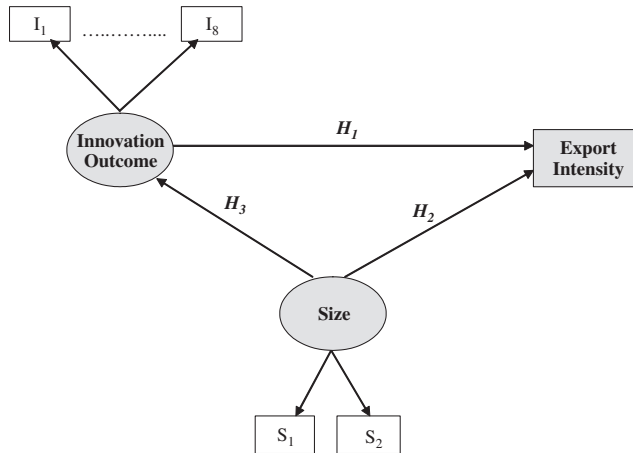 I₁ ............ I₈
Innovation
Outcome
H₁
Export
Intensity
H₃
H₂
Size
S₁
S₂